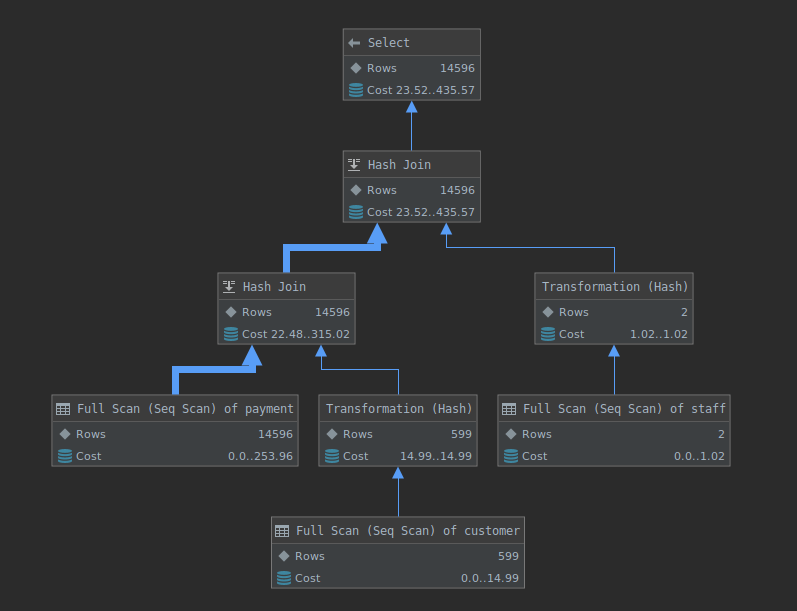 Select
Rows 14596
Cost 23.52..435.57
Hash Join
Rows 14596
Cost 23.52..435.57
Hash Join
Rows 14596
Cost 22.48..315.02
Transformation (Hash)
Rows 2
Cost 1.02..1.02
Full Scan (Seq Scan) of payment
Rows 14596
Cost 0.0..253.96
Transformation (Hash)
Rows 599
Cost 14.99..14.99
Full Scan (Seq Scan) of staff
Rows 2
Cost 0.0..1.02
Full Scan (Seq Scan) of customer
Rows 599
Cost 0.0..14.99